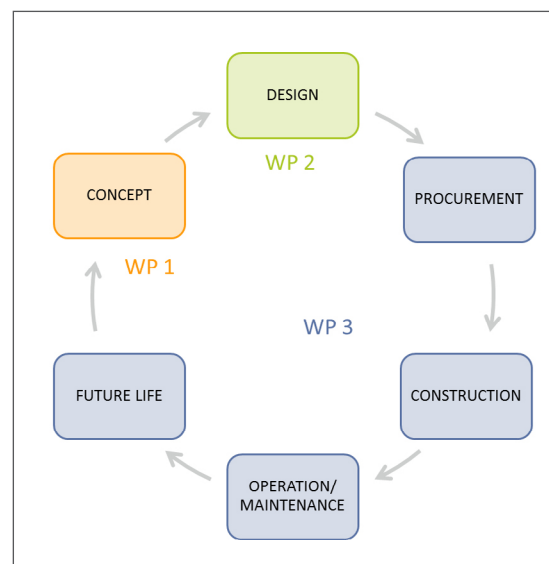 DESIGN
WP 2
CONCEPT
PROCUREMENT
WP 1
WP 3
FUTURE LIFE
CONSTRUCTION
OPERATION/
MAINTENANCE